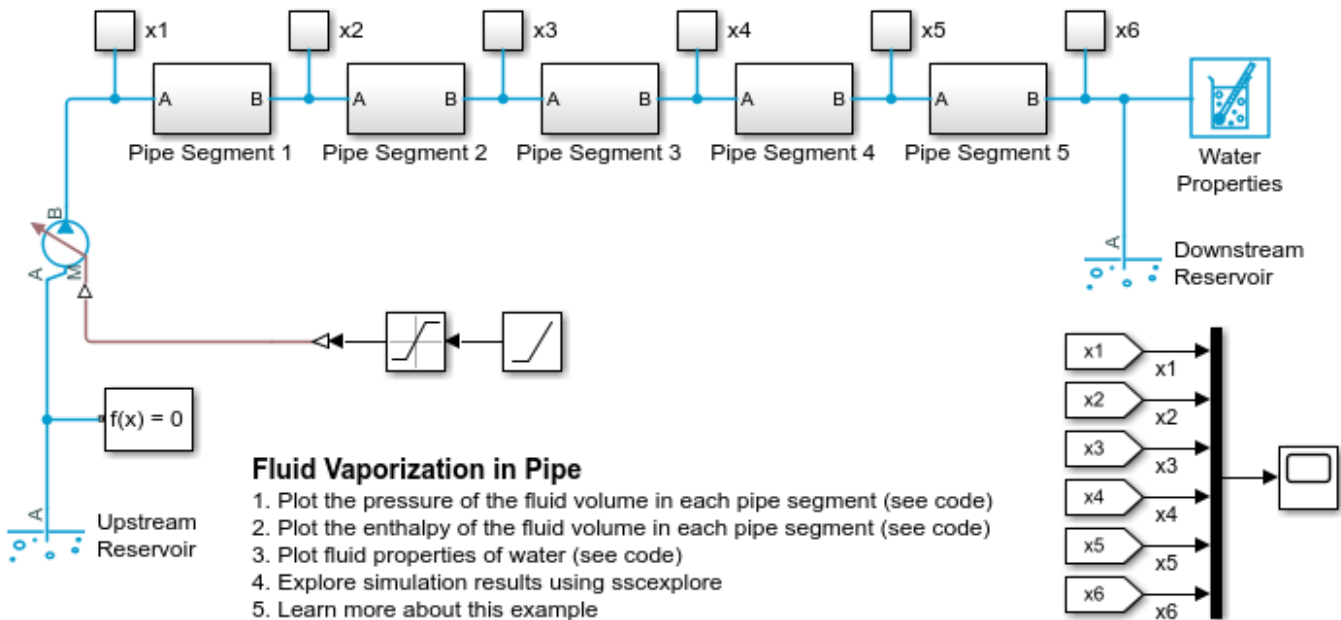 x1
x2
x3
x4
x5
x6
A B
A B
A B
A B
A B
Pipe Segment 1
Pipe Segment 2
Pipe Segment 3
Pipe Segment 4
Pipe Segment 5
Water
Properties
B
A
M
A
Downstream
Reservoir
f(x) = 0
A
Upstream
Reservoir
Fluid Vaporization in Pipe
1. Plot the pressure of the fluid volume in each pipe segment (see code)
2. Plot the enthalpy of the fluid volume in each pipe segment (see code)
3. Plot fluid properties of water (see code)
4. Explore simulation results using sscexplore
5. Learn more about this example
x1
x1
x2
x2
x3
x3
x4
x4
x5
x5
x6
x6